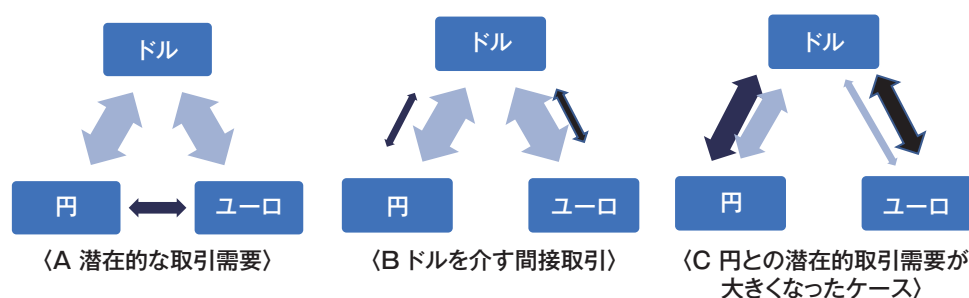 ドル
円
ユーロ
〈A 潜在的な取引需要〉
ドル
円
ユーロ
〈B ドルを介す間接取引〉
ドル
円
ユーロ
〈C 円との潜在的取引需要が
大きくなったケース〉